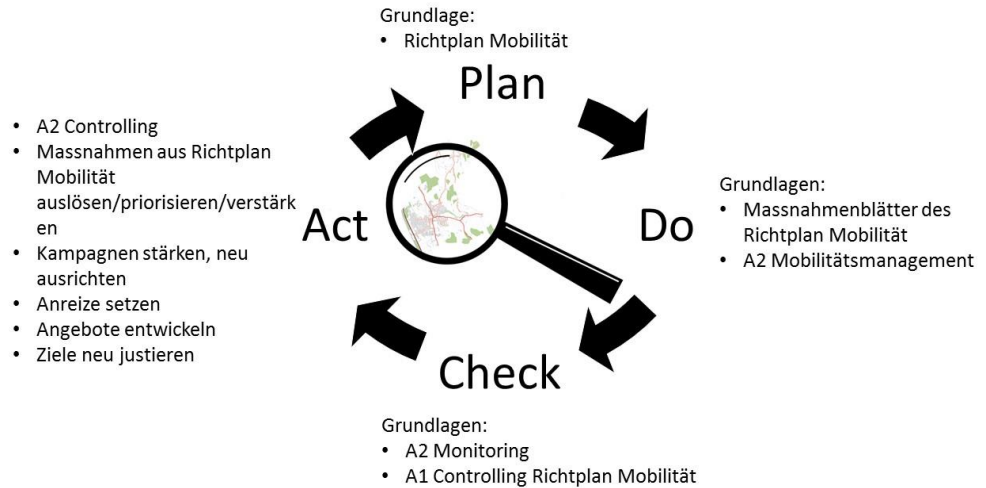 Grundlage:
• Richtplan Mobilität
Plan
Grundlagen:
• Massnahmenblätter des
Richtplan Mobilität
• A2 Mobilitätsmanagement
Do
Check
Grundlagen:
• A2 Monitoring
• A1 Controlling Richtplan Mobilität
Act
• A2 Controlling
• Massnahmen aus Richtplan
Mobilität
auslösen/priorisieren/verstärk
en
• Kampagnen stärken, neu
ausrichten
• Anreize setzen
• Angebote entwickeln
• Ziele neu justieren